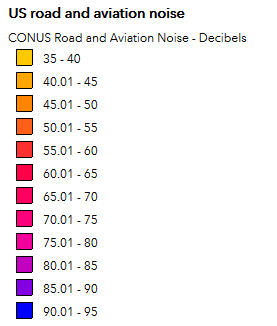 US road and aviation noise
CONUS Road and Aviation Noise - Decibels
35 - 40
40.01 - 45
45.01 - 50
50.01 - 55
55.01 - 60
60.01 - 65
65.01 - 70
70.01 - 75
75.01 - 80
80.01 - 85
85.01 - 90
90.01 - 95